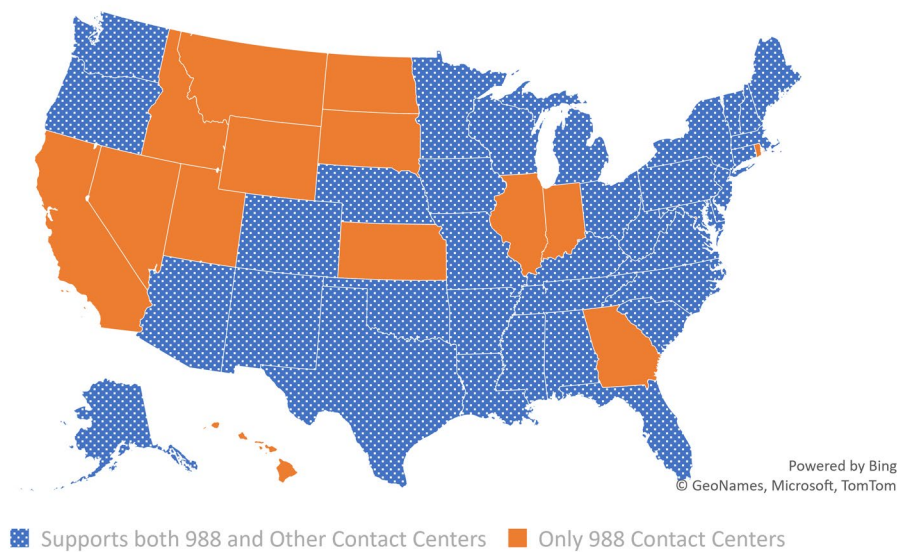 Powered by Bing
© GeoNames, Microsoft, TomTom
Supports both 988 and Other Contact Centers Only 988 Contact Centers